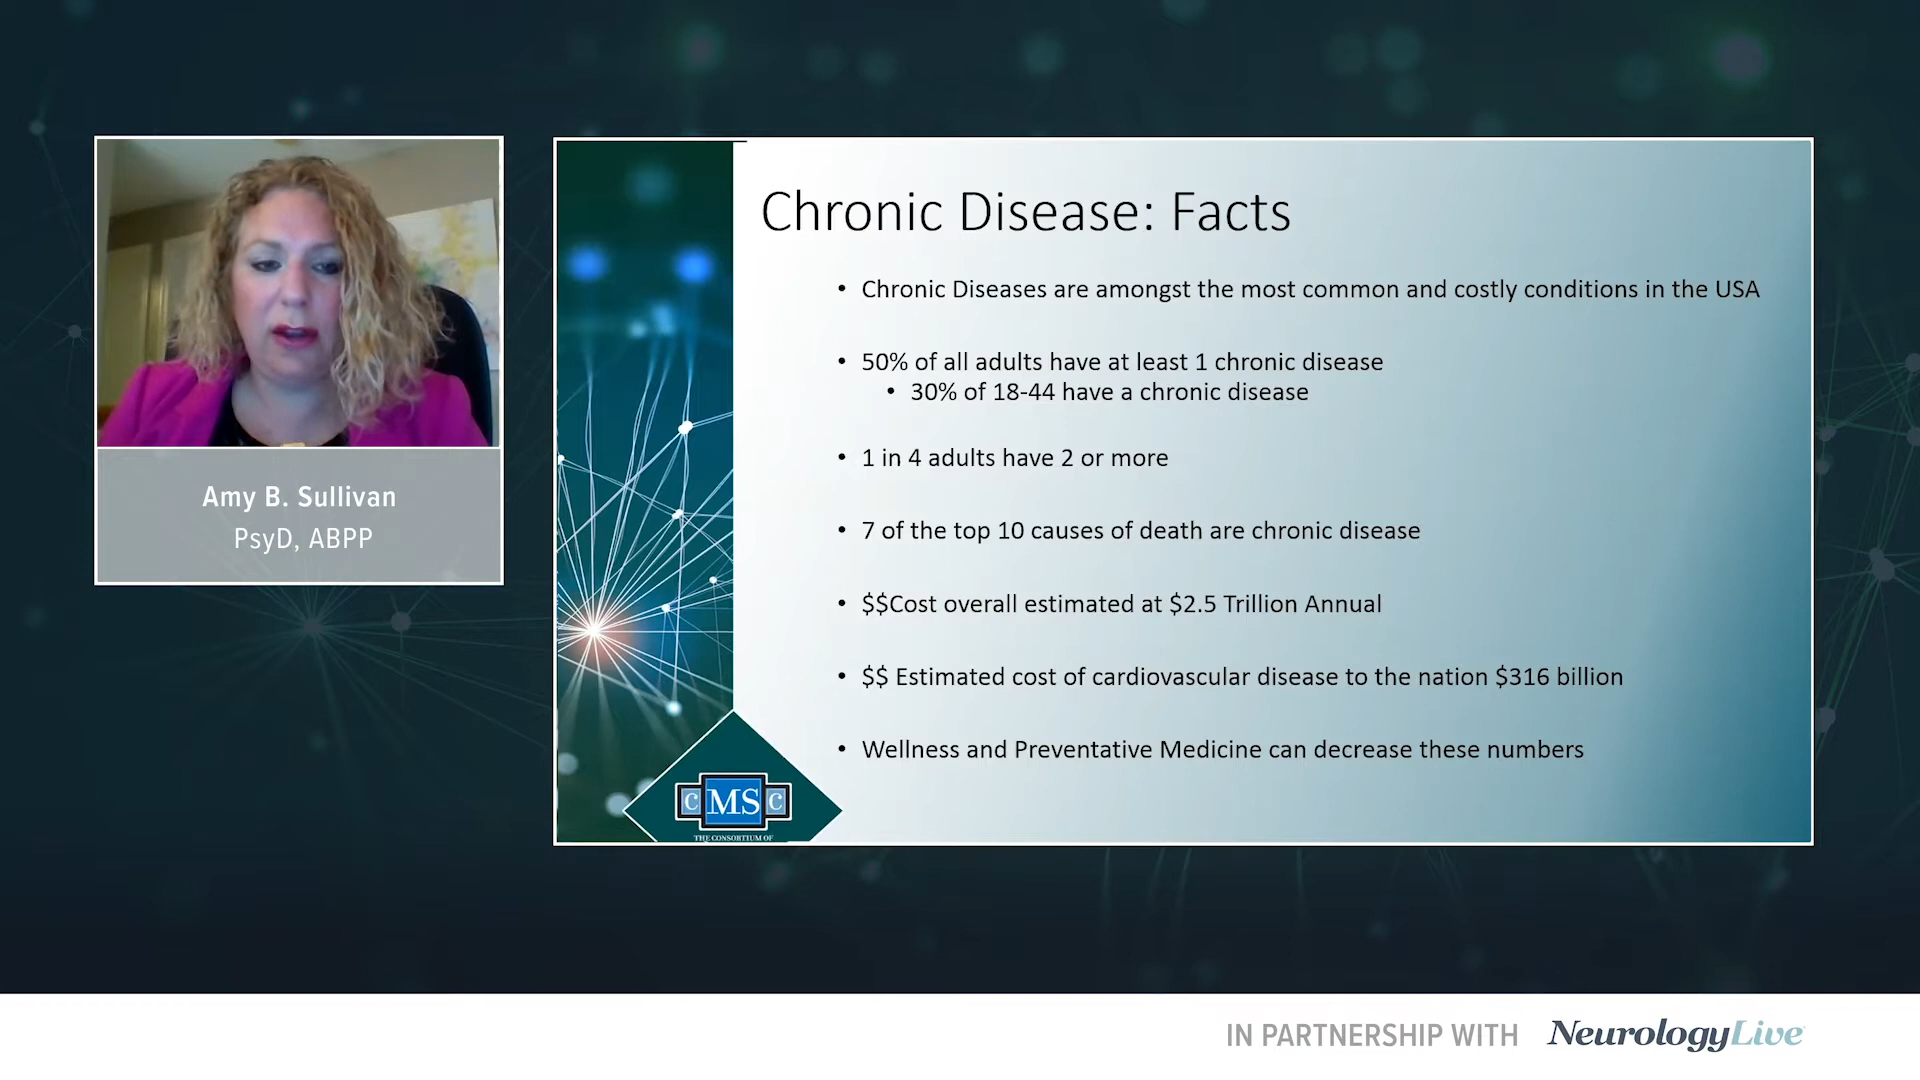 Amy B. Sullivan
PsyD, ABPP
Chronic Disease: Facts
• Chronic Diseases are amongst the most common and costly conditions in the USA
• 50% of all adults have at least 1 chronic disease
• 30% of 18-44 have a chronic disease
• 1 in 4 adults have 2 or more
• 7 of the top 10 causes of death are chronic disease
• $$Cost overall estimated at $2.5 Trillion Annual
• $$ Estimated cost of cardiovascular disease to the nation $316 billion
• Wellness and Preventative Medicine can decrease these numbers
C MS C
THE CONSORTIUM OF
IN PARTNERSHIP WITH NeurologyLive